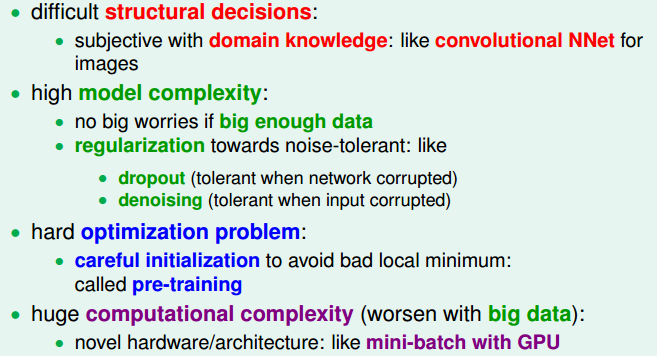 • difficult structural decisions:
• subjective with domain knowledge: like convolutional NNet for
images
• high model complexity:
• no big worries if big enough data
• regularization towards noise-tolerant: like
• dropout (tolerant when network corrupted)
• denoising (tolerant when input corrupted)
• hard optimization problem:
• careful initialization to avoid bad local minimum:
called pre-training
• huge computational complexity (worsen with big data):
• novel hardware/architecture: like mini-batch with GPU